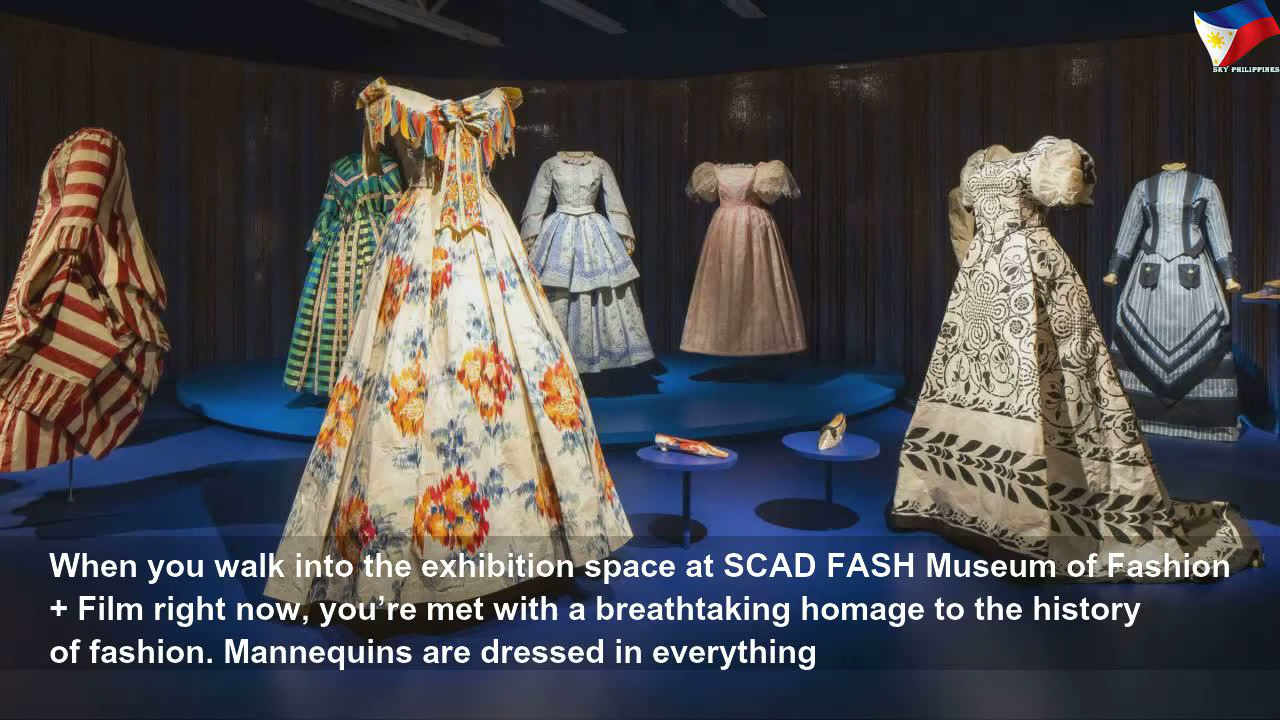 SKY PHILIPPINES
When you walk into the exhibition space at SCAD FASH Museum of Fashion
+ Film right now, you’re met with a breathtaking homage to the history
of fashion. Mannequins are dressed in everything